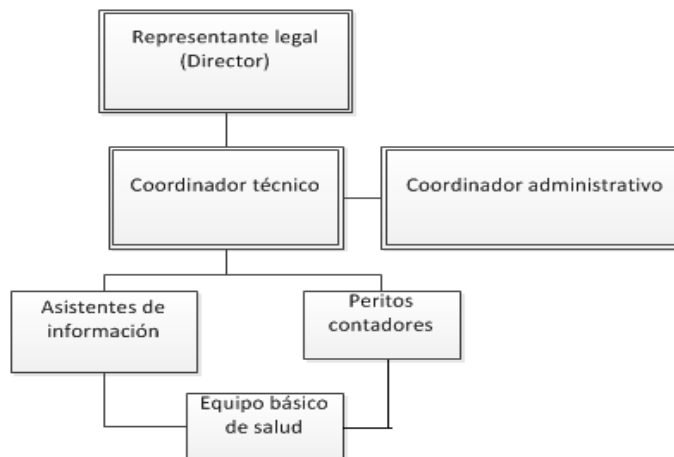 Representante legal
(Director)
Coordinador técnico
Coordinador administrativo
Asistentes de
información
Peritos
contadores
Equipo básico
de salud